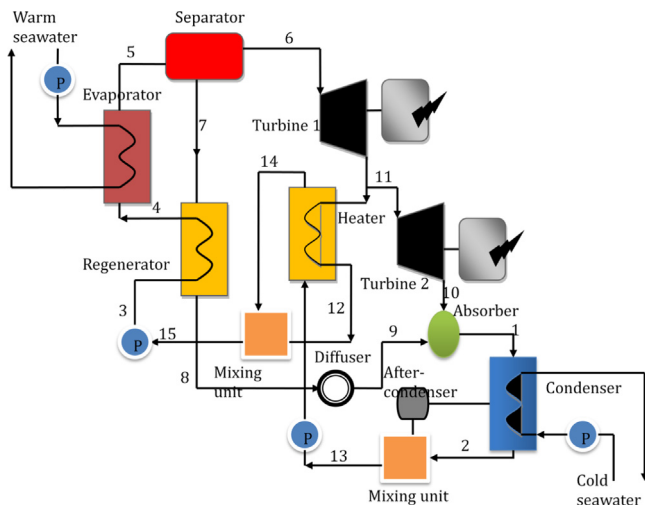 Warm
seawater
Separator
5
6
P
Evaporator
Turbine 1
7
14
11
4
Heater
Regenerator
Turbine 2
10
3
12
Absorber
15
9
1
P
Mixing
unit
Diffuser
8
After-
condenser
Condenser
P
P
13
2
Mixing unit
Cold
seawater